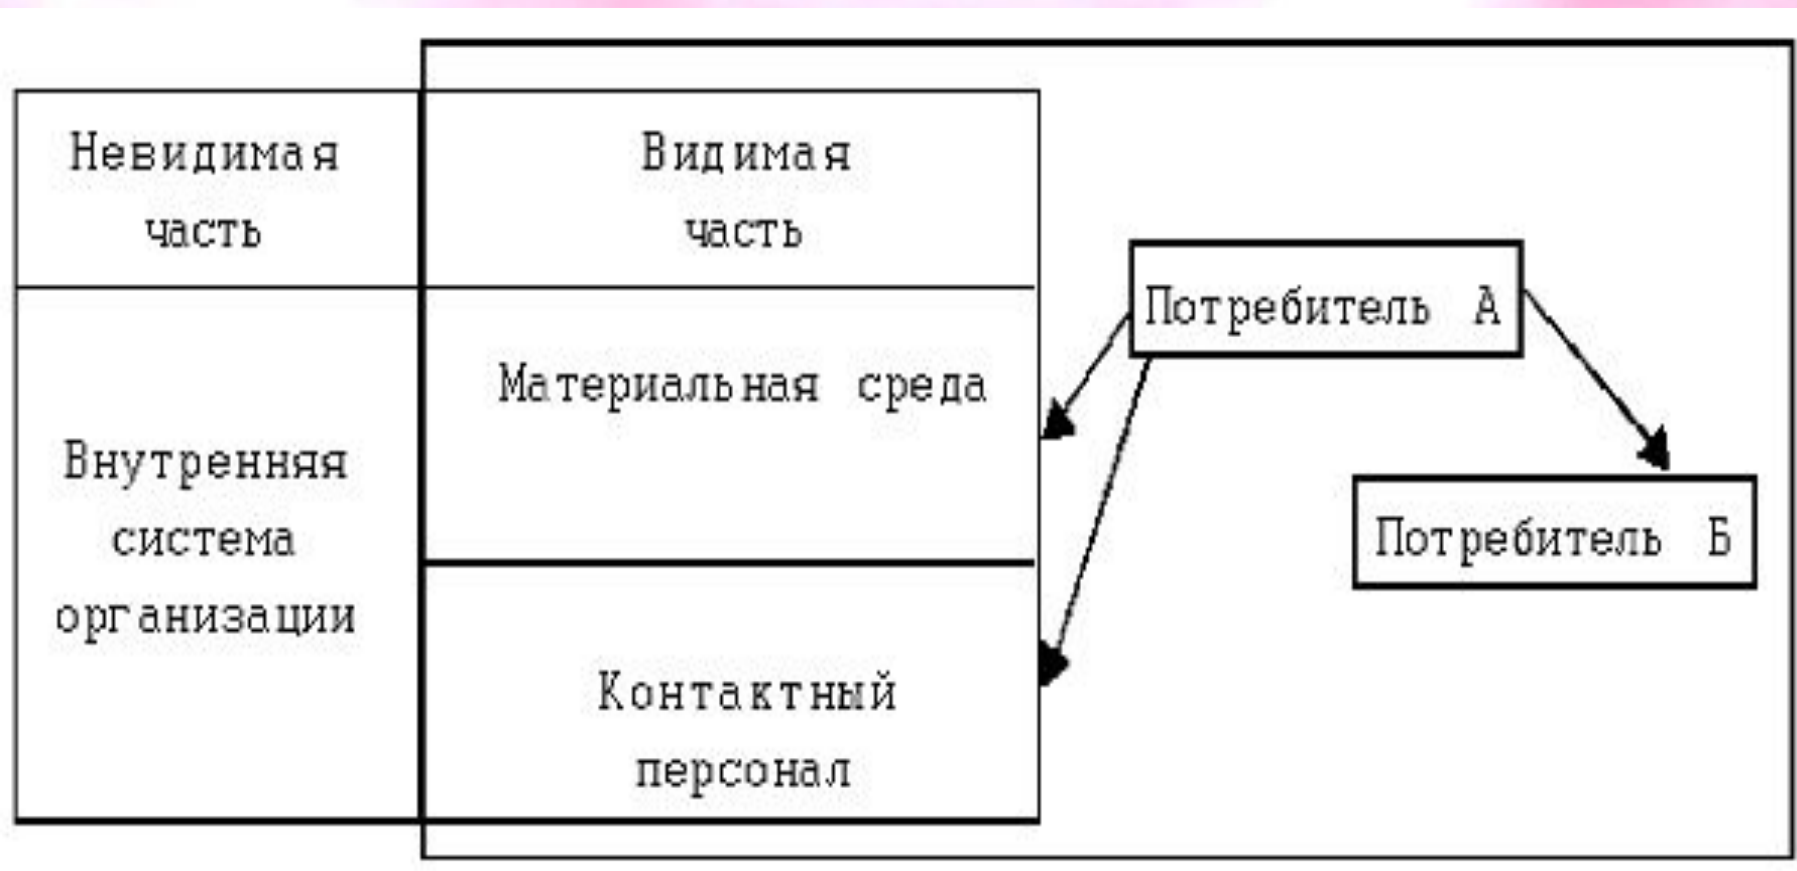 Невидимая
часть
Видимая
часть
Потребитель А
Материальная среда
Внутренняя
система
организации
Потребитель Б
Контактный
персонал